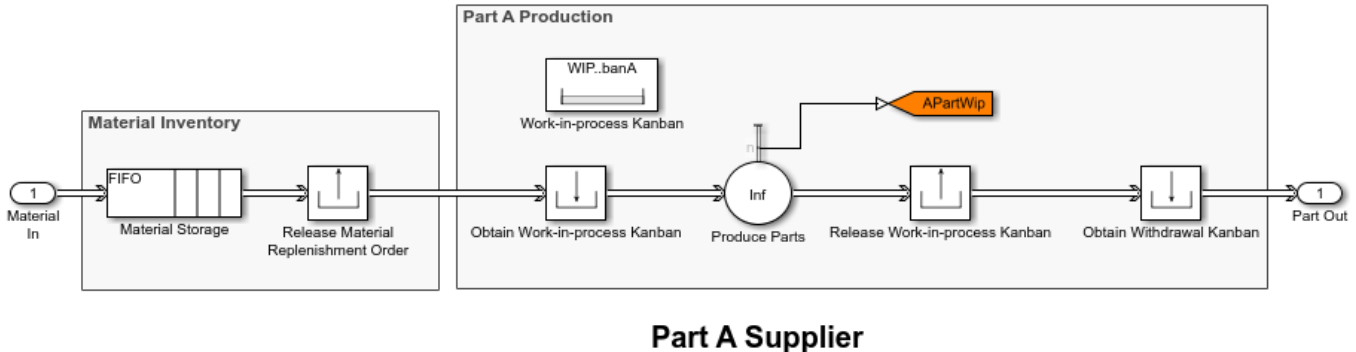 Part A Production
WIP..banA
Work-in-process Kanban
APartWip
Material Inventory
n
FIFO
Inf
1
Material
In
Material Storage
Release Material
Replenishment Order
Obtain Work-in-process Kanban
Produce Parts
Release Work-in-process Kanban
Obtain Withdrawal Kanban
1
Part Out
Part A Supplier